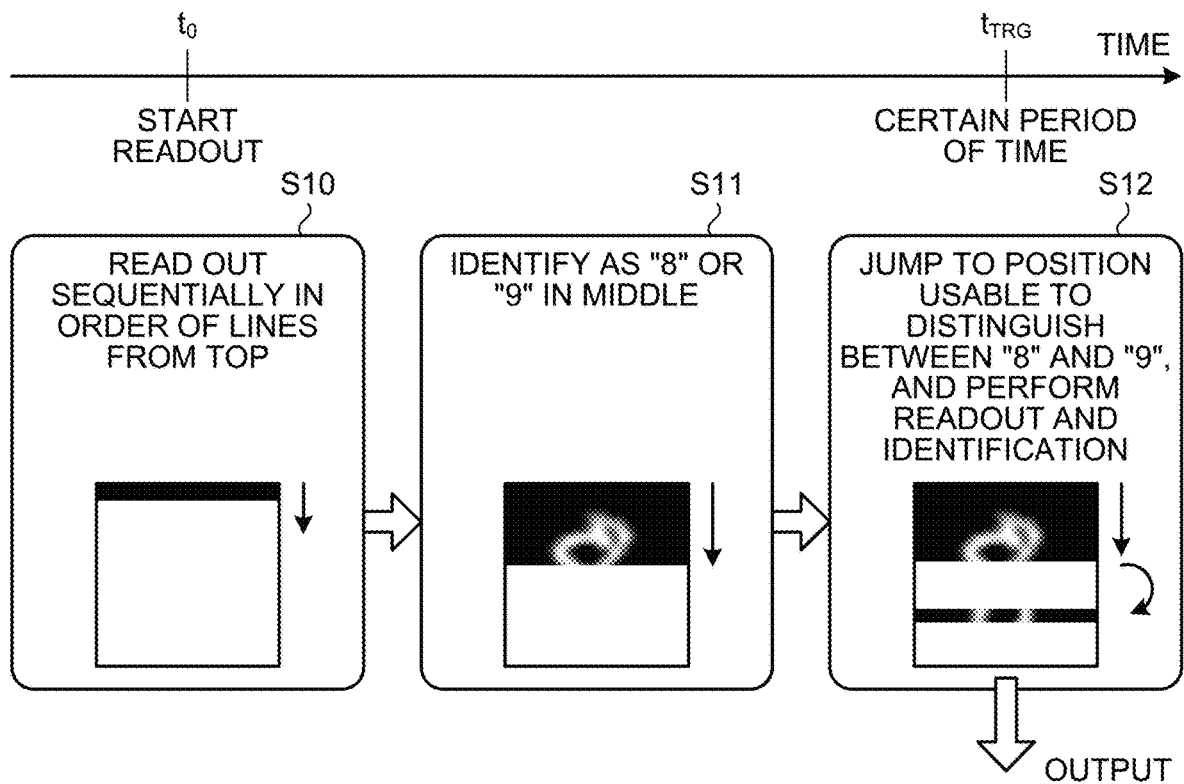 t0
tTRG
TIME
START
READOUT
CERTAIN PERIOD
OF TIME
S10
S11
S12
READ OUT
SEQUENTIALLY IN
ORDER OF LINES
FROM TOP
IDENTIFY AS "8" OR
"9" IN MIDDLE
JUMP TO POSITION
USABLE TO
DISTINGUISH
BETWEEN "8" AND "9",
AND PERFORM
READOUT AND
IDENTIFICATION
OUTPUT